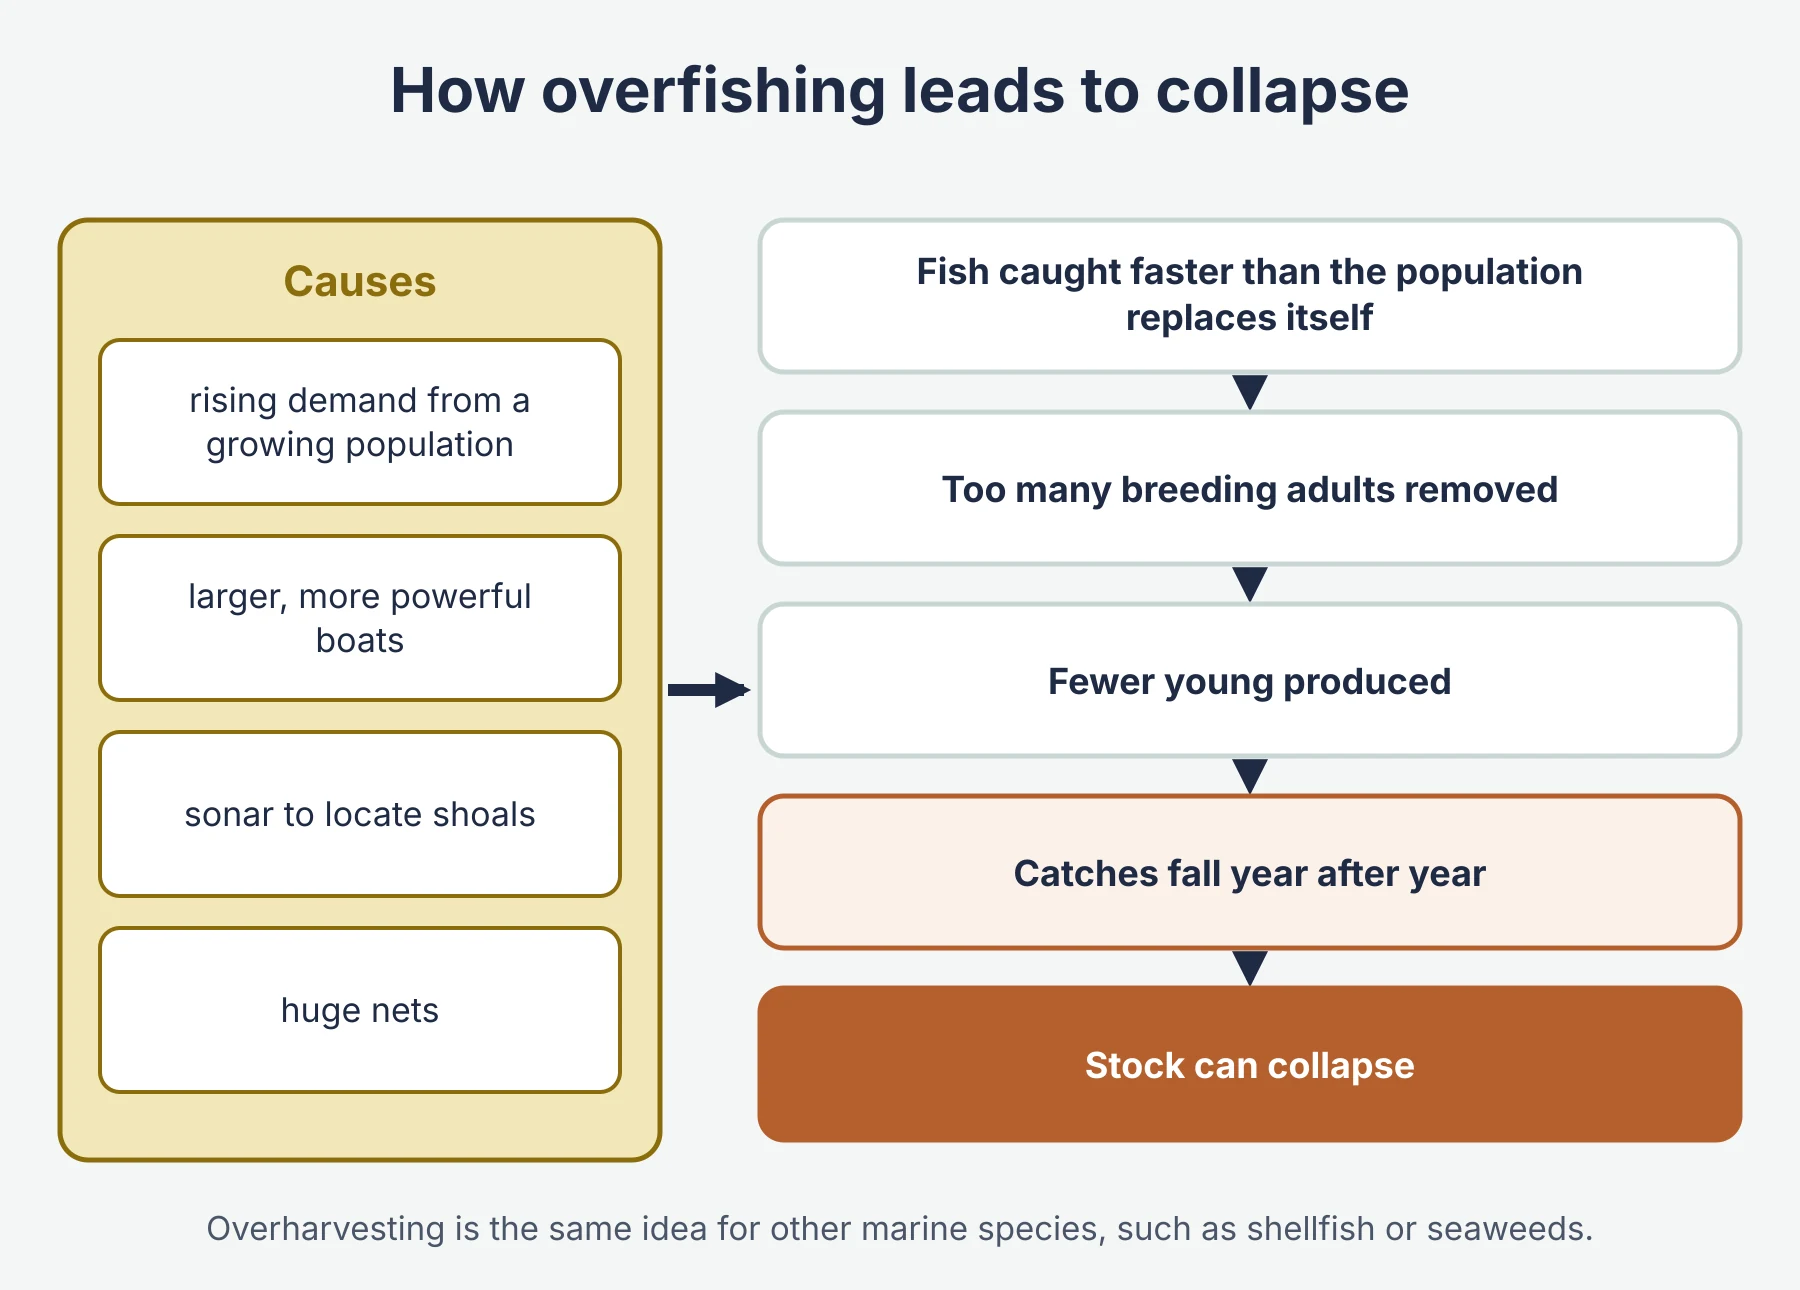 How overfishing leads to collapse
Causes
rising demand from a
growing population
larger, more powerful
boats
sonar to locate shoals
huge nets
Fish caught faster than the population
replaces itself
Too many breeding adults removed
Fewer young produced
Catches fall year after year
Stock can collapse
Overharvesting is the same idea for other marine species, such as shellfish or seaweeds.